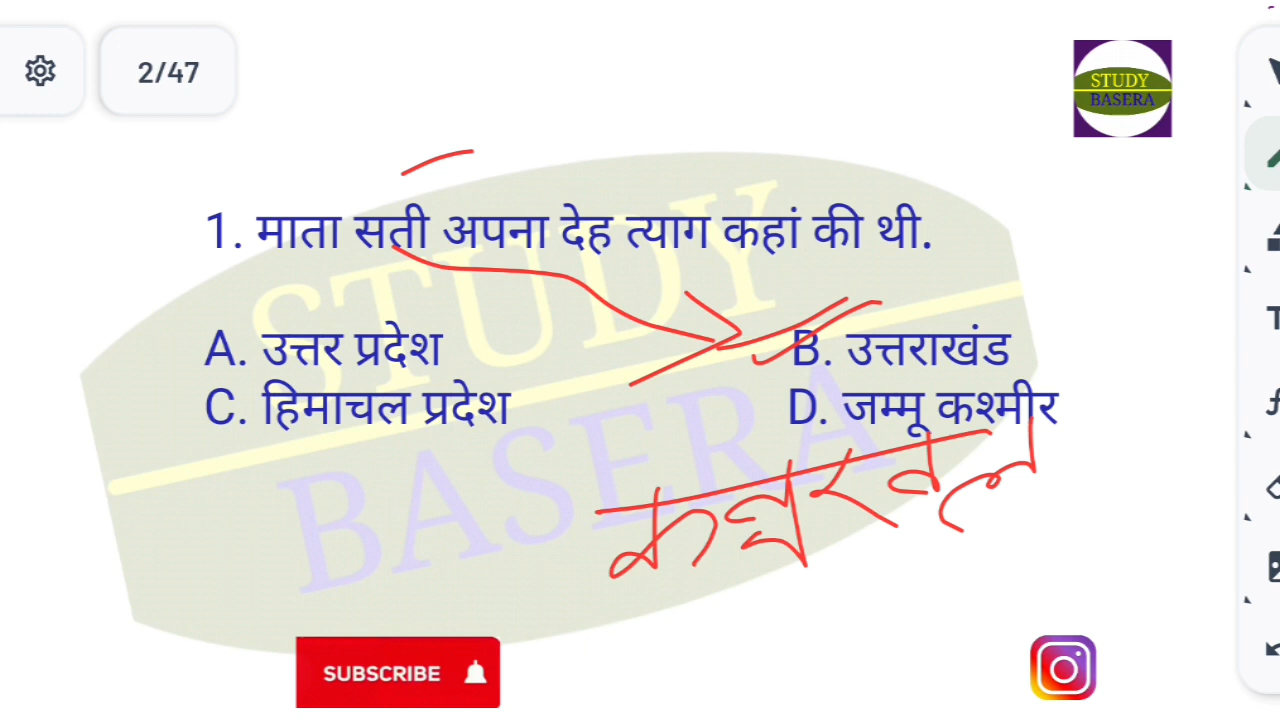 2/47
STUDY
BASERA
1. माता सती अपना देह त्याग कहां की थी.
A. उत्तर प्रदेश
B. उत्तराखंड
C. हिमाचल प्रदेश
D. जम्मू कश्मीर
STUDY
BASERA
SUBSCRIBE